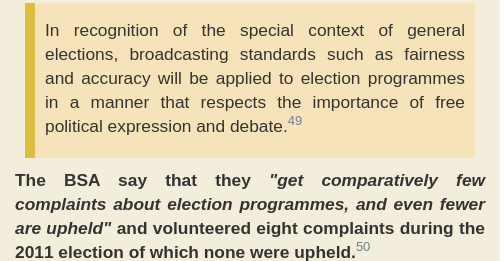 In recognition of the special context of general
elections, broadcasting standards such as fairness
and accuracy will be applied to election programmes
in a manner that respects the importance of free
political expression and debate.49
The BSA say that they "get comparatively few
complaints about election programmes, and even fewer
are upheld" and volunteered eight complaints during the
2011 election of which none were upheld.50